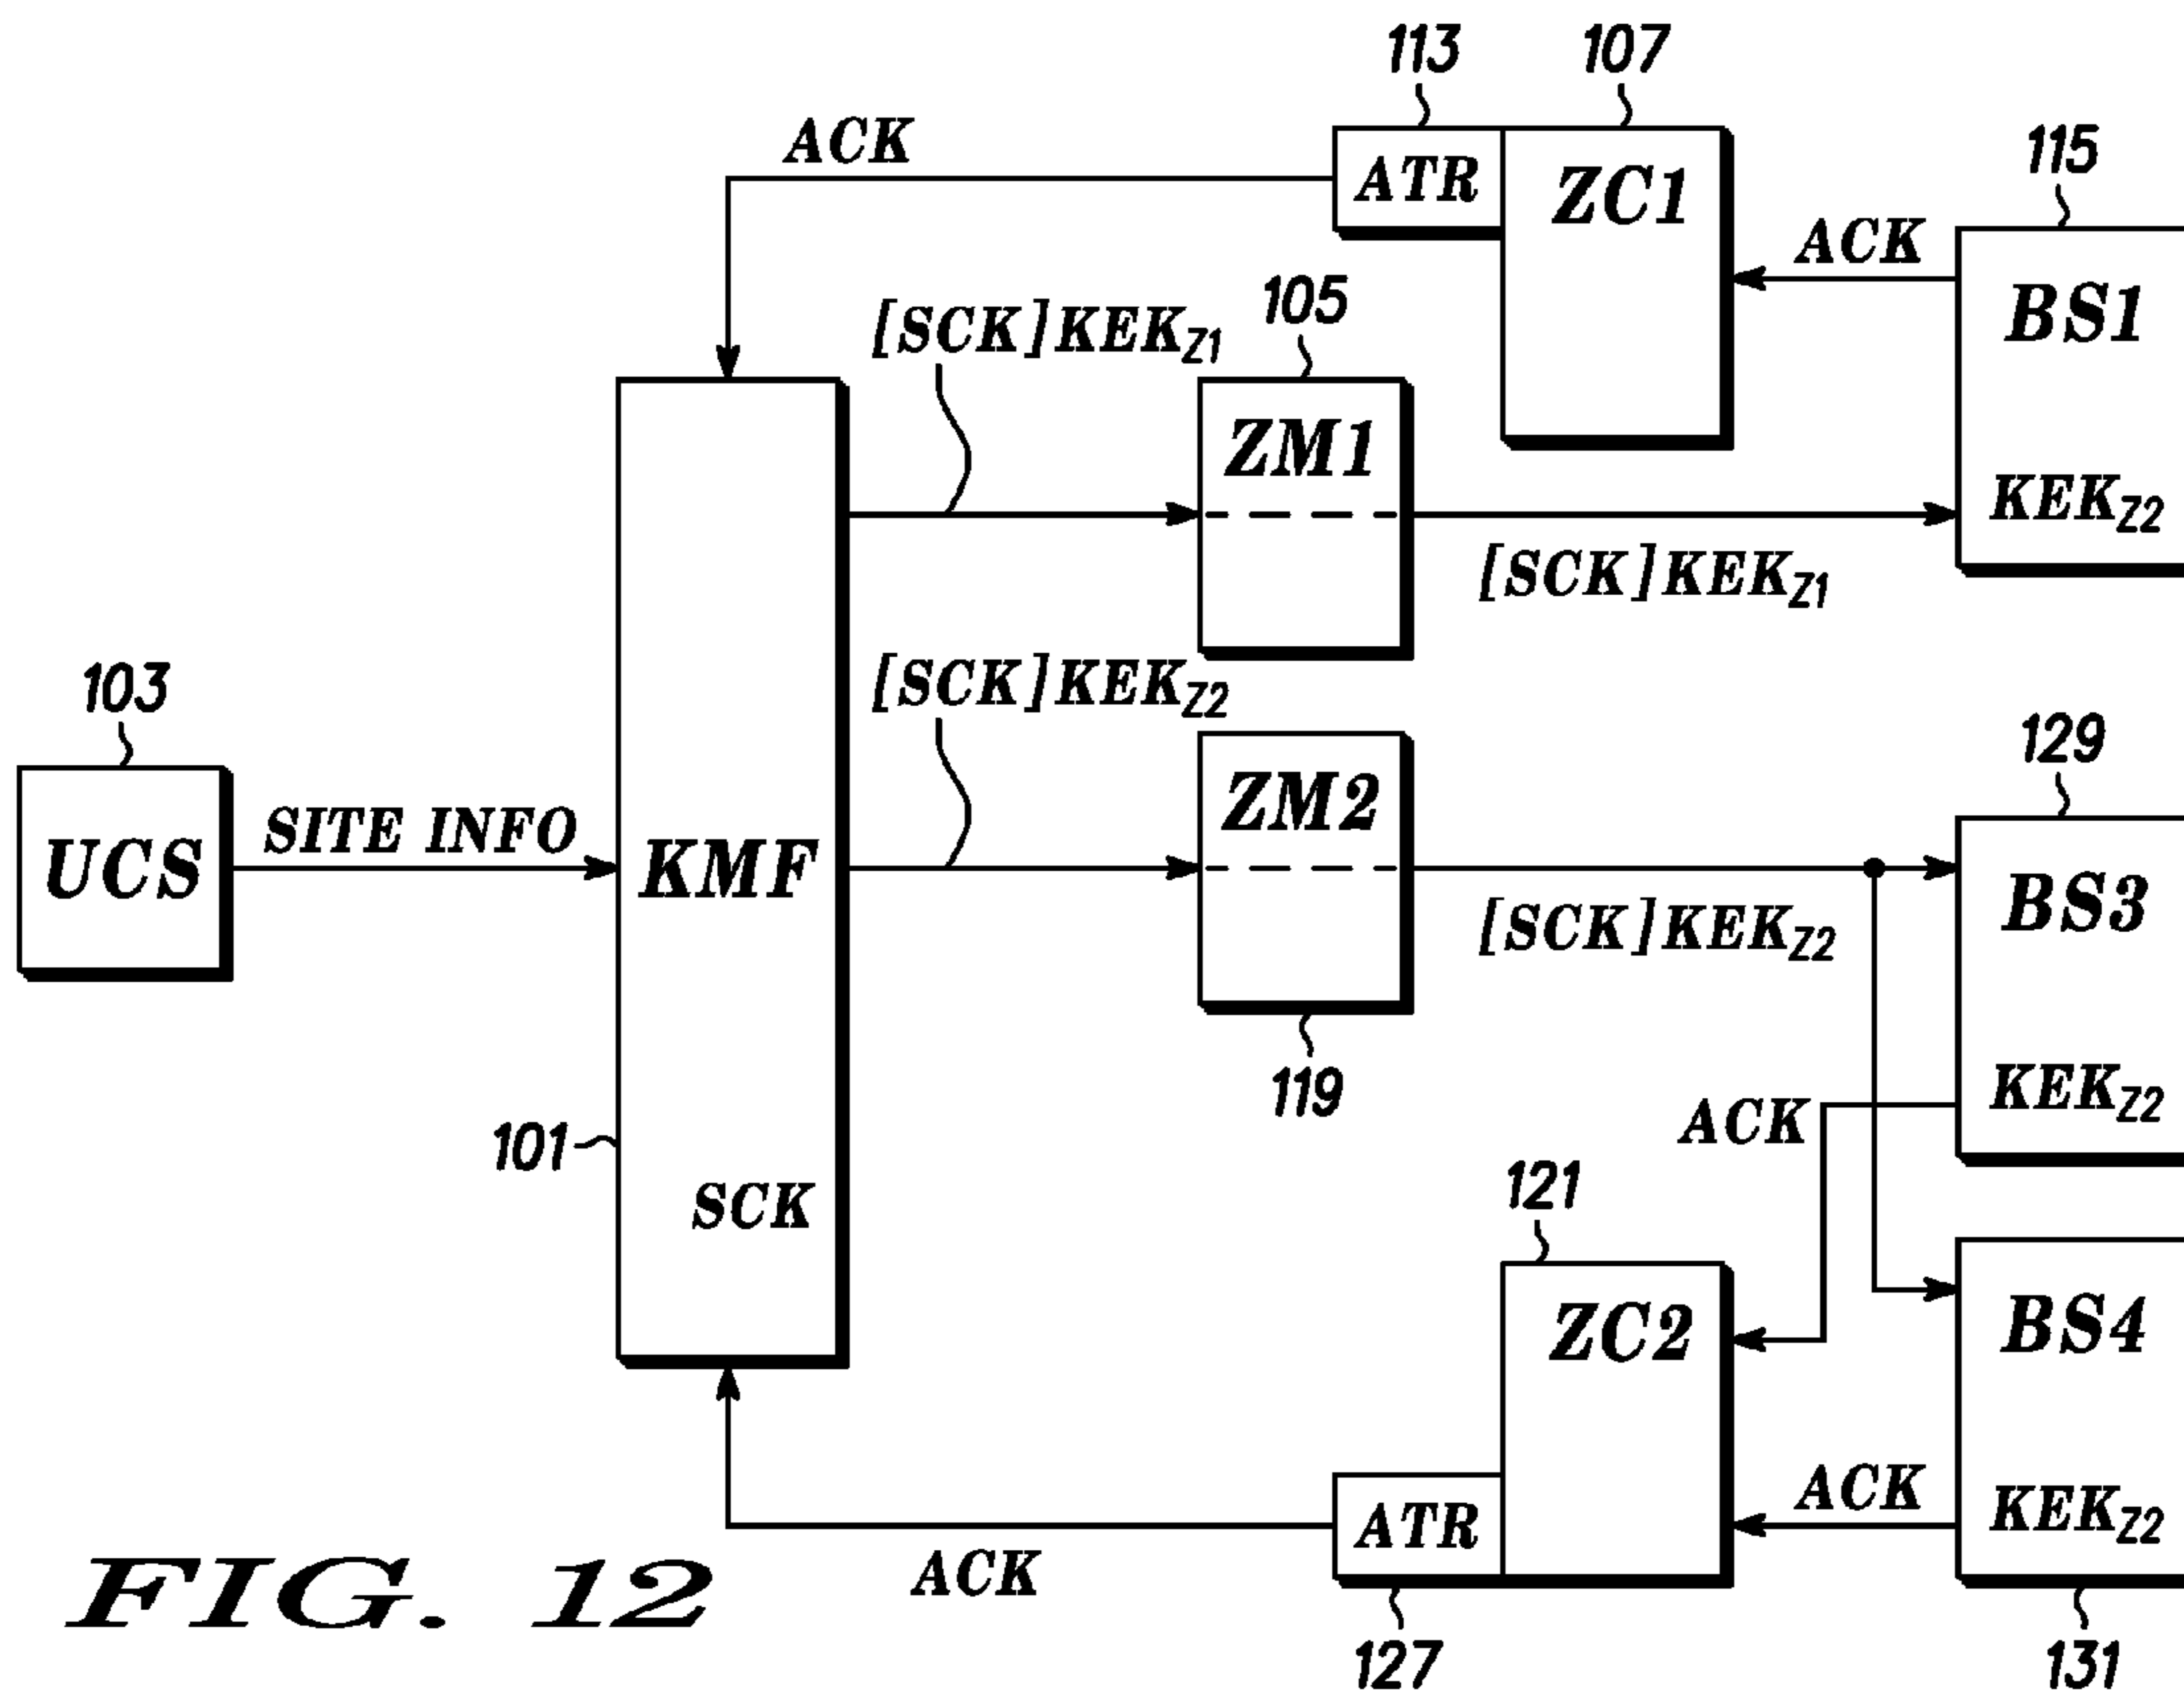 113
107
ACK
ATR
ZC1
115
ACK
BS1
105
[SCK]KEKZ1
ZM1
KEKZ2
[SCK]KEKZ1
103
[SCK]KEKZ2
129
ZM2
SITE INFO
UCS
KMF
BS3
[SCK]KEKZ2
119
KEKZ2
ACK
101
121
SCK
ZC2
BS4
ACK
KEKZ2
ATR
ACK
FIG. 12
127
131